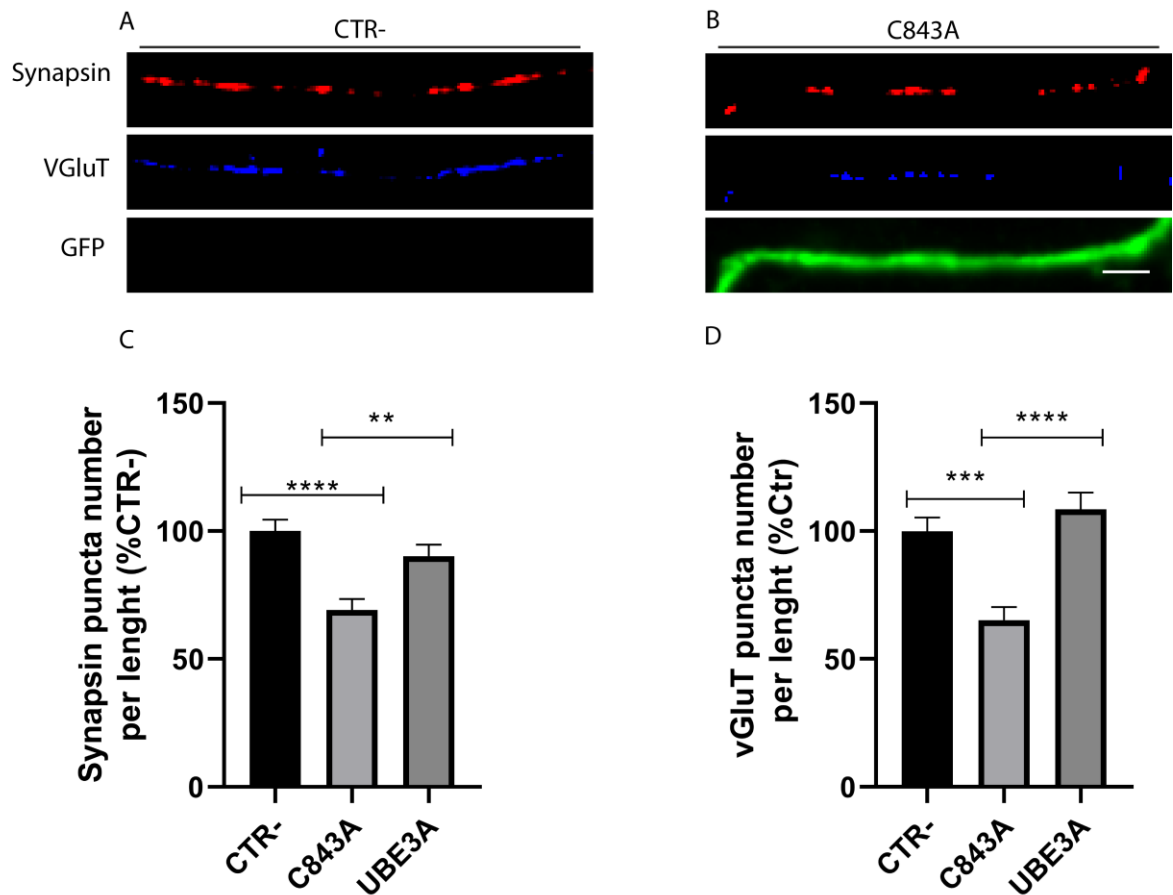 A
CTR-
B
C843A
Synapsin
VGluT
GFP
C
Synapsin puncta number
per lenght (%CTR-)
150
100
50
0
****
**
CTR-
C843A
UBE3A
D
vGluT puncta number
per lenght (%Ctr)
150
100
50
0
***
****
CTR-
C843A
UBE3A